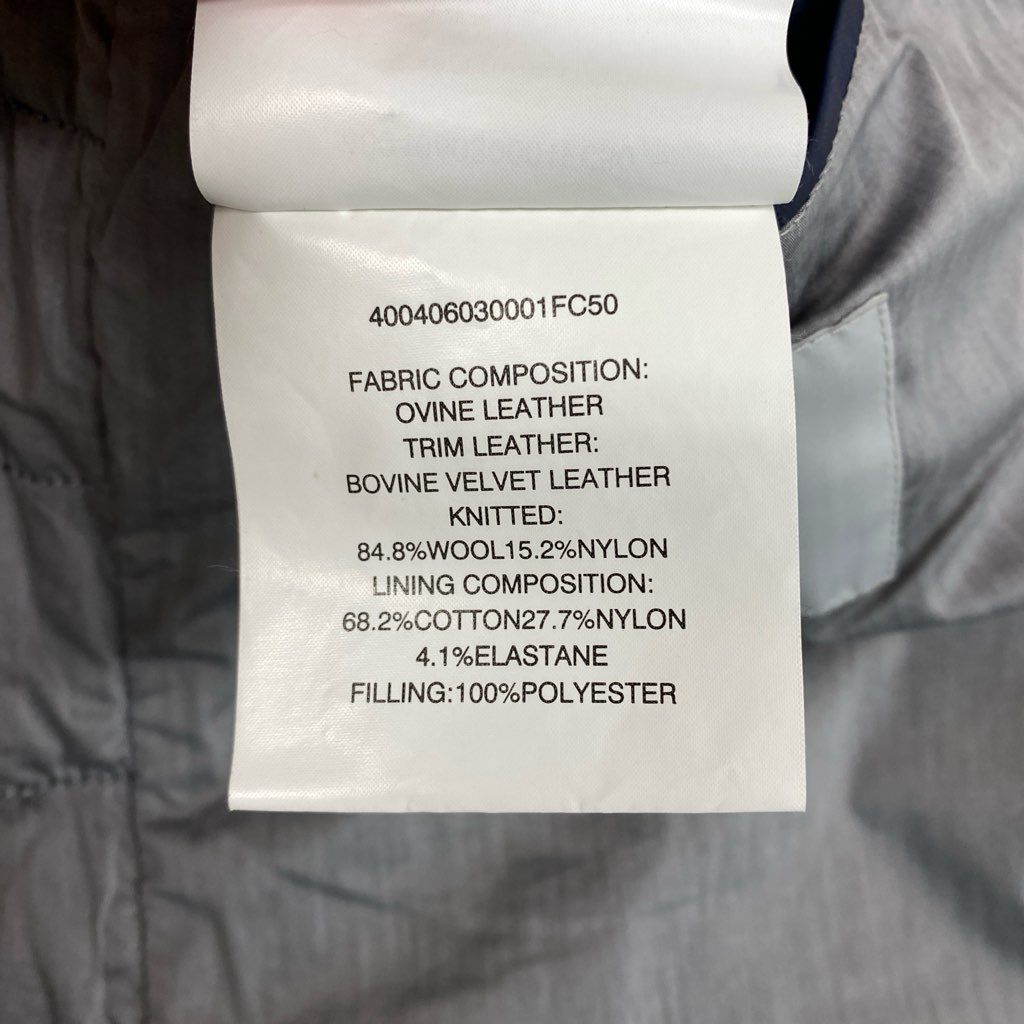 400406030001FC50
FABRIC COMPOSITION:
OVINE LEATHER
TRIM LEATHER:
BOVINE VELVET LEATHER
KNITTED:
84.8%WOOL15.2%NYLON
LINING COMPOSITION:
68.2%COTTON27.7%NYLON
4.1%ELASTANE
FILLING:100%POLYESTER